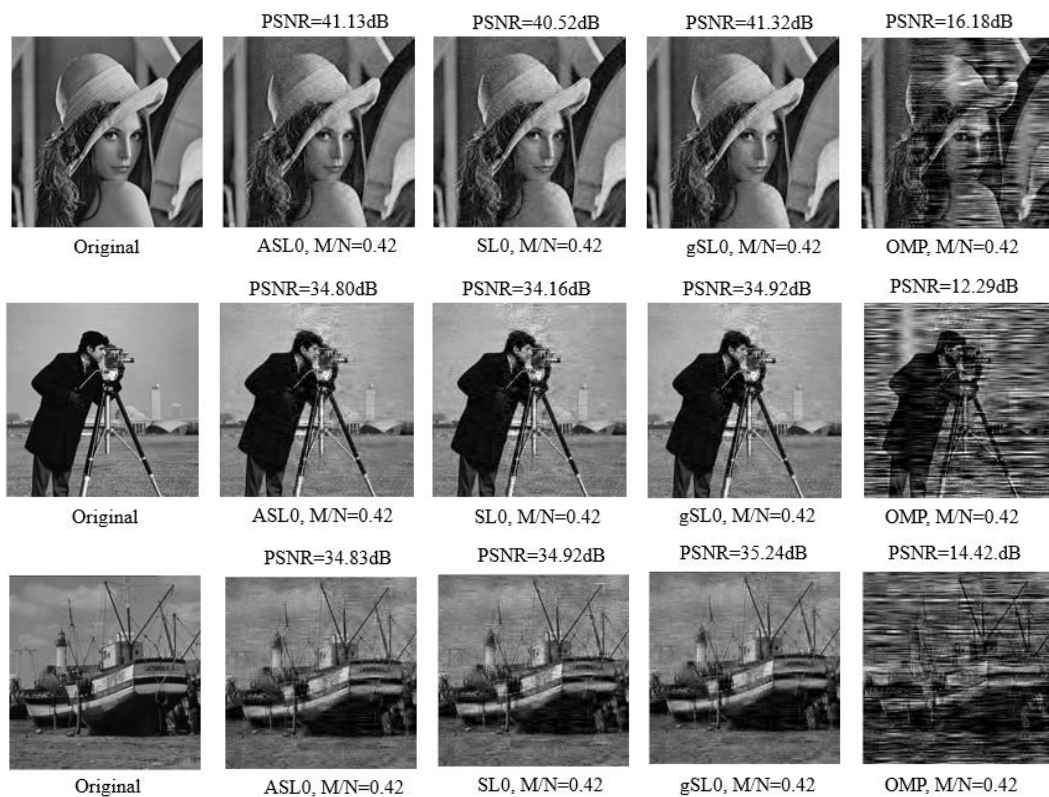 PSNR=41.13dB PSNR=40.52dB PSNR=41.32dB PSNR=16.18dB
Original ASL0, M/N=0.42 SL0, M/N=0.42 gSL0, M/N=0.42 OMP, M/N=0.42
PSNR=34.80dB PSNR=34.16dB PSNR=34.92dB PSNR=12.29dB
Original ASL0, M/N=0.42 SL0, M/N=0.42 gSL0, M/N=0.42 OMP, M/N=0.42
PSNR=34.83dB PSNR=34.92dB PSNR=35.24dB PSNR=14.42.dB
Original ASL0, M/N=0.42 SL0, M/N=0.42 gSL0, M/N=0.42 OMP, M/N=0.42